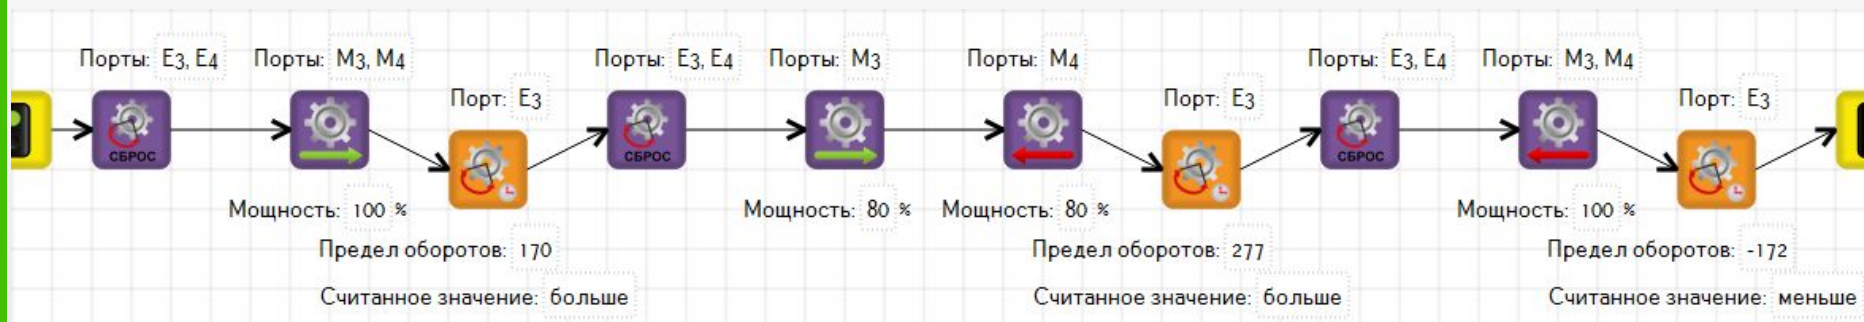 Порты: E3, E4
Порты: M3, M4
Порт: E3
Порты: E3, E4
Порты: M3
Порты: M4
Порт: E3
Порты: E3, E4
Порты: M3, M4
Порт: E3
СБРОС
СБРОС
СБРОС
Мощность: 100 %
Мощность: 80 %
Мощность: 80 %
Мощность: 100 %
Предел оборотов: 170
Предел оборотов: 277
Предел оборотов: -172
Считанное значение: больше
Считанное значение: больше
Считанное значение: меньше